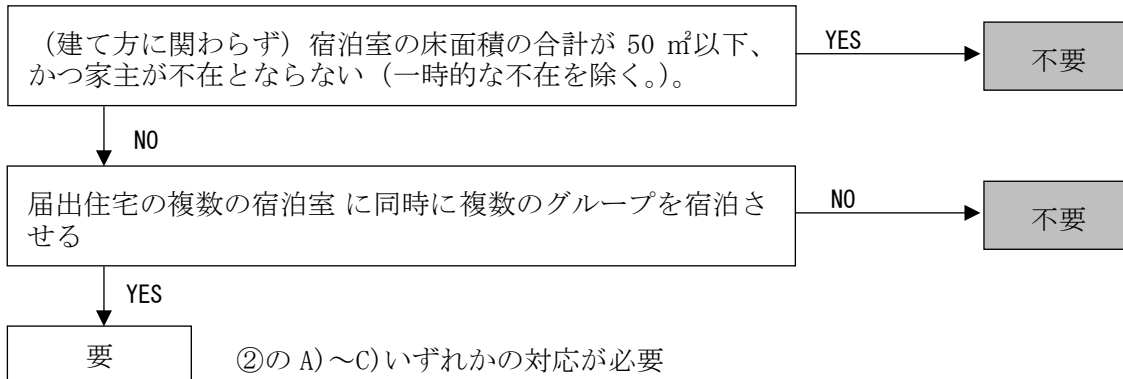 （建て方に関わらず）宿泊室の床面積の合計が 50 ㎡以下、
かつ家主が不在とならない（一時的な不在を除く。）。
YES
不要
NO
届出住宅の複数の宿泊室 に同時に複数のグループを宿泊さ
せる
NO
不要
YES
要
②の A)～C)いずれかの対応が必要